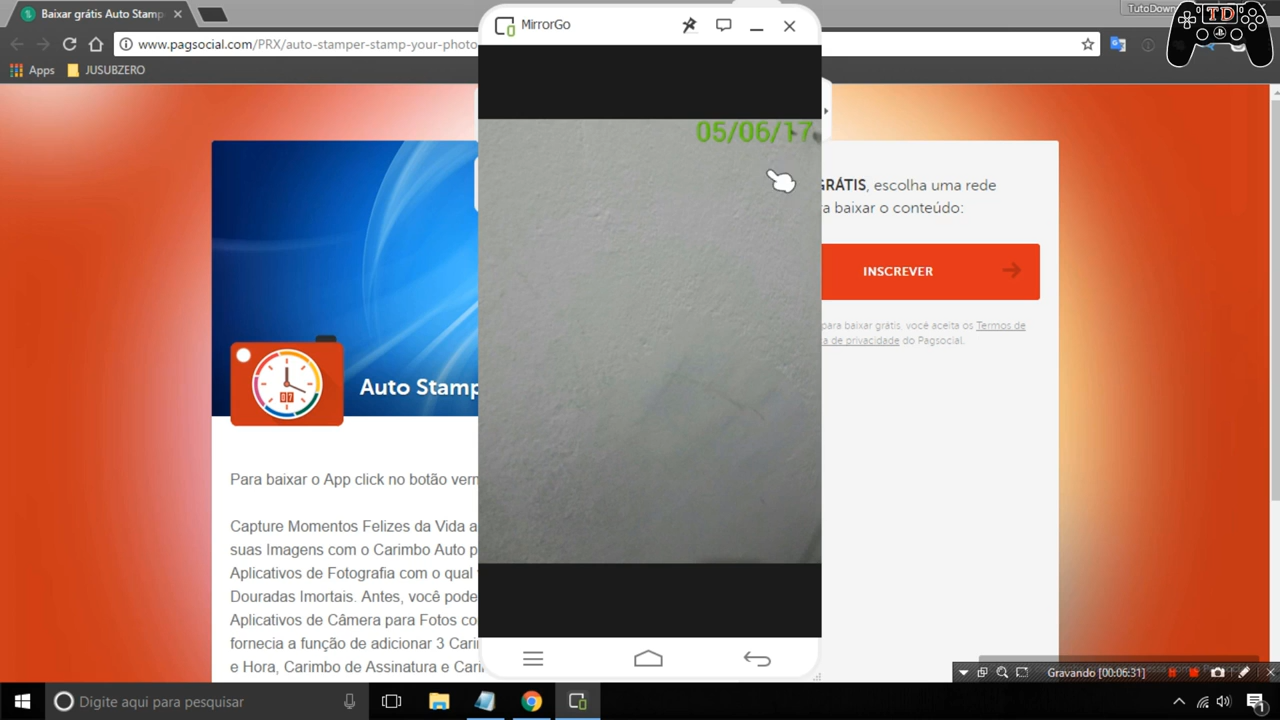 Baixar grátis Auto Stamp
TutoDown
TD
www.pagsocial.com/PRX/auto-stamper-stamp-your-photo
Apps
JUSUBZERO
MirrorGo
05/06/17
GRÁTIS, escolha uma rede
a baixar o conteúdo:
INSCREVER
para baixar grátis, você aceita os Termos de
a de privacidade do Pagsocial.
07
Auto Stamp
Para baixar o App click no botão verm
Capture Momentos Felizes da Vida a
suas Imagens com o Carimbo Auto p
Aplicativos de Fotografia com o qual
Douradas Imortais. Antes, você pode
Aplicativos de Câmera para Fotos co
fornecia a função de adicionar 3 Cari
e Hora, Carimbo de Assinatura e Cari
Gravando [00:06:31]
Digite aqui para pesquisar
1